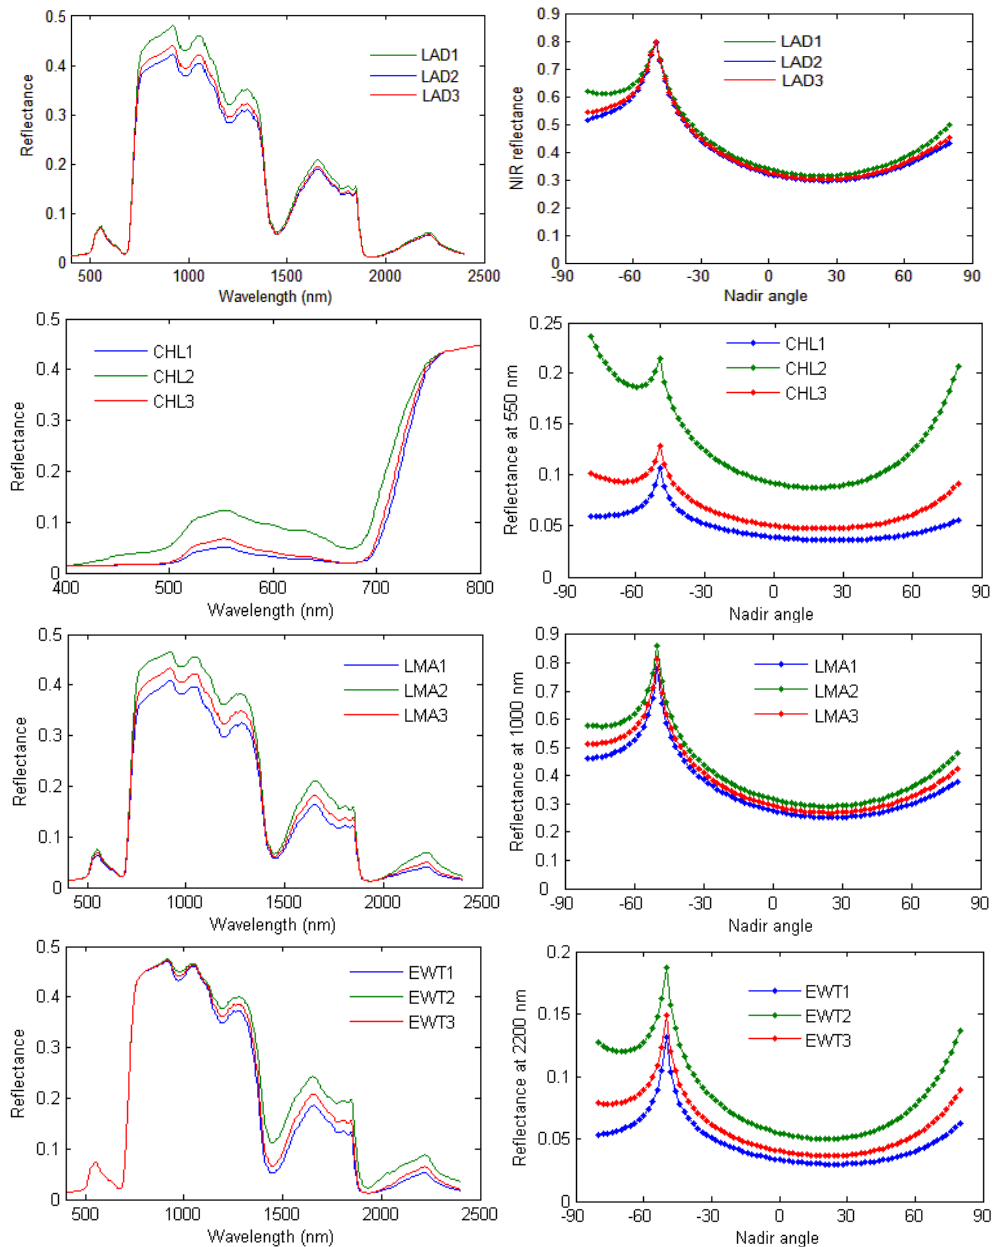 0.5
0.4
0.3
0.2
0.1
0
Reflectance
LAD1
LAD2
LAD3
500
1000
1500
2000
2500
Wavelength (nm)
0.9
0.8
0.7
0.6
0.5
0.4
0.3
0.2
0.1
0
NIR reflectance
LAD1
LAD2
LAD3
-90
-60
-30
0
30
60
90
Nadir angle
0.5
0.4
0.3
0.2
0.1
0
Reflectance
CHL1
CHL2
CHL3
400
500
600
700
800
Wavelength (nm)
0.25
0.2
0.15
0.1
0.05
0
Reflectance at 550 nm
CHL1
CHL2
CHL3
-90
-60
-30
0
30
60
90
Nadir angle
0.5
0.4
0.3
0.2
0.1
0
Reflectance
LMA1
LMA2
LMA3
500
1000
1500
2000
2500
Wavelength (nm)
0.9
0.8
0.7
0.6
0.5
0.4
0.3
0.2
0.1
0
Reflectance at 1000 nm
LMA1
LMA2
LMA3
-90
-60
-30
0
30
60
90
Nadir angle
0.5
0.4
0.3
0.2
0.1
0
Reflectance
EWT1
EWT2
EWT3
500
1000
1500
2000
2500
Wavelength (nm)
0.2
0.15
0.1
0.05
0
Reflectance at 2200 nm
EWT1
EWT2
EWT3
-90
-60
-30
0
30
60
90
Nadir angle